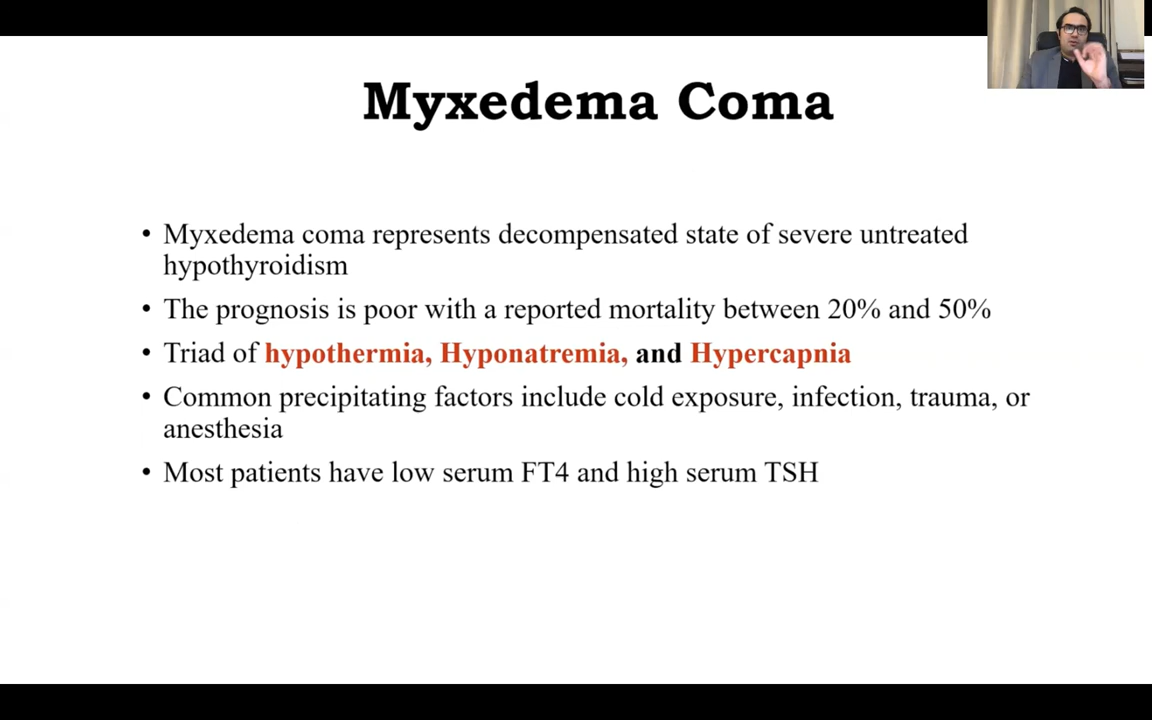 Myxedema Coma
• Myxedema coma represents decompensated state of severe untreated
hypothyroidism
• The prognosis is poor with a reported mortality between 20% and 50%
• Triad of hypothermia, Hyponatremia, and Hypercapnia
• Common precipitating factors include cold exposure, infection, trauma, or
anesthesia
• Most patients have low serum FT4 and high serum TSH